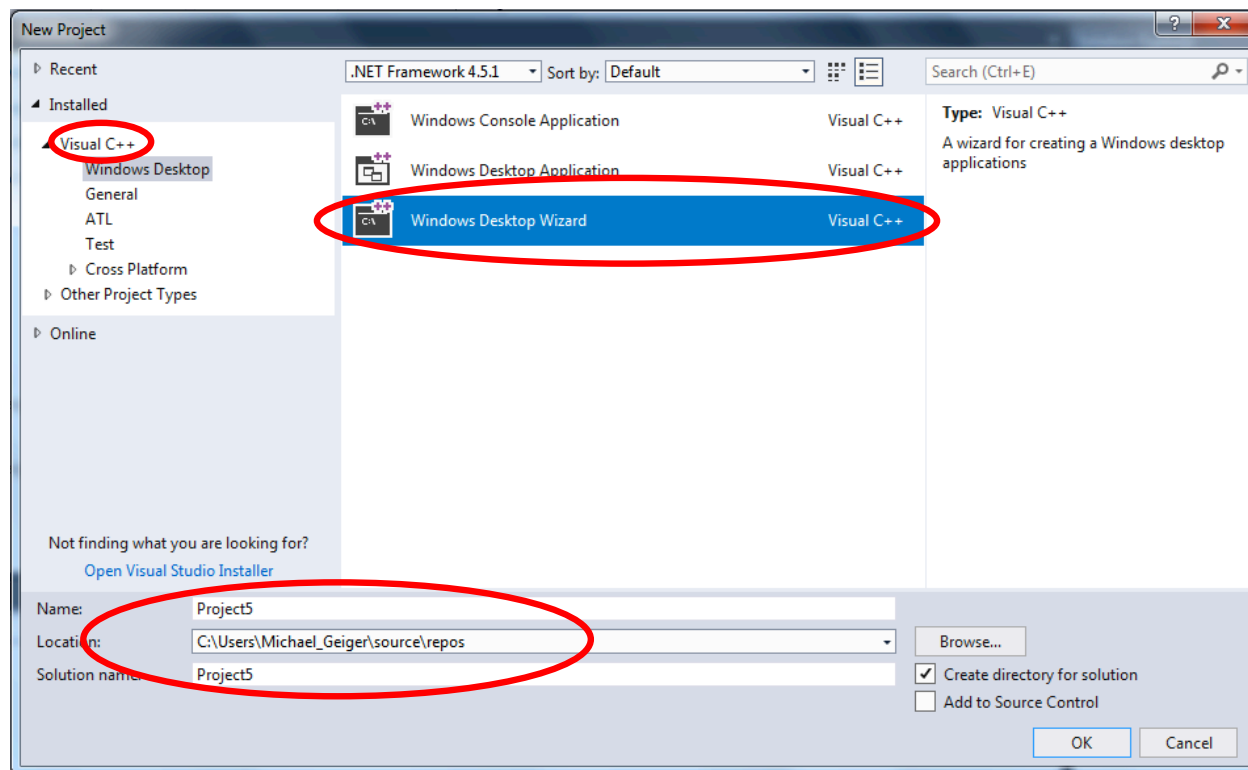 New Project
Recent
.NET Framework 4.5.1 Sort by: Default
Search (Ctrl+E)
Installed
Visual C++
Windows Desktop
General
ATL
Test
Cross Platform
Other Project Types
Online
Not finding what you are looking for?
Open Visual Studio Installer
Windows Console Application Visual C++
Windows Desktop Application Visual C++
Windows Desktop Wizard Visual C++
Type: Visual C++
A wizard for creating a Windows desktop
applications
Name: Project5
Location: C:\Users\Michael_Geiger\source\repos
Browse...
Solution name: Project5
Create directory for solution
Add to Source Control
OK Cancel